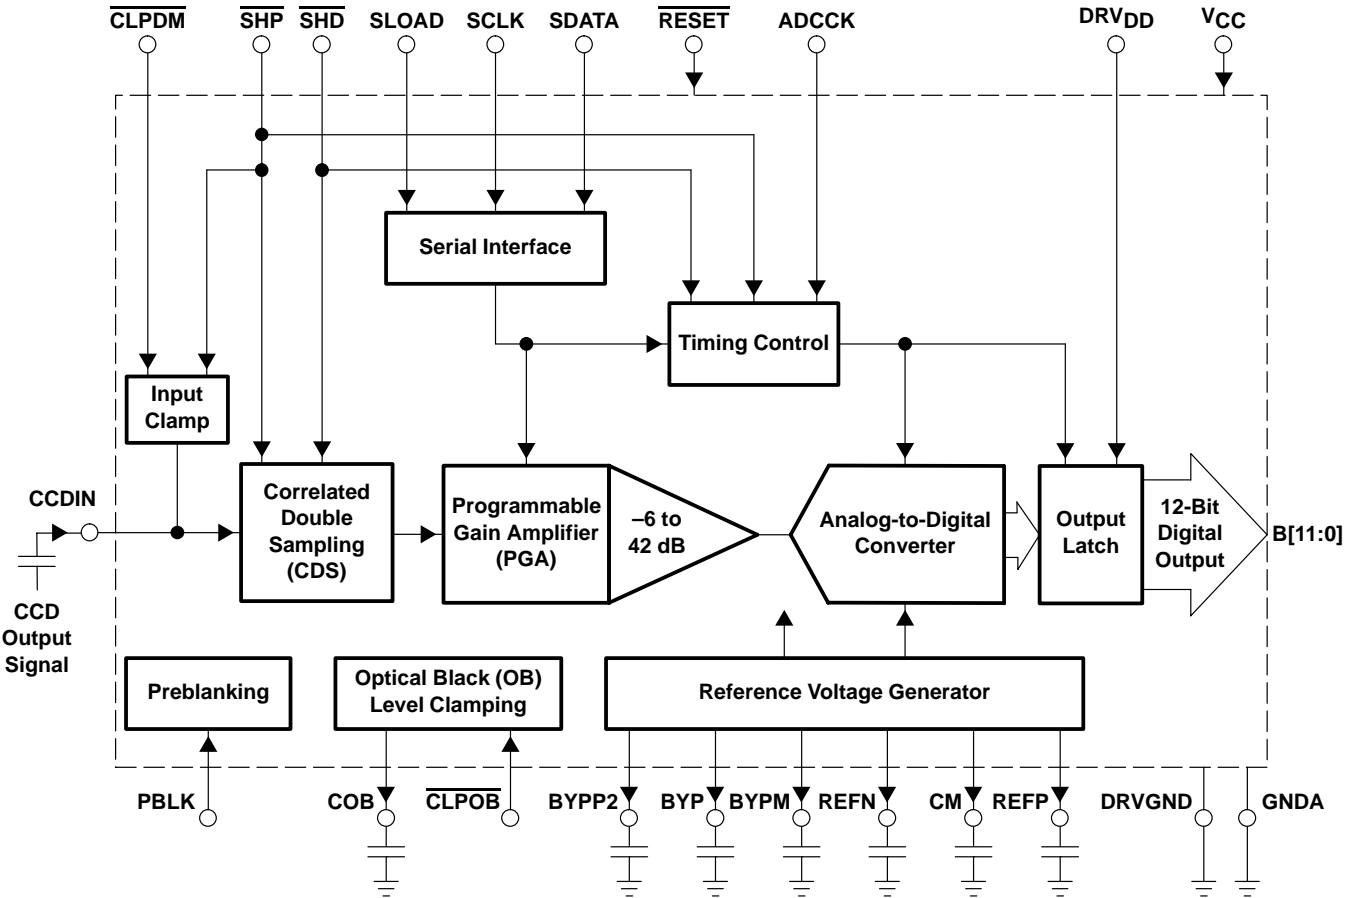 CLPDM SHP SHD SLOAD SCLK SDATA RESET ADCCK DRVDD VCC
Serial Interface
Timing Control
Input
Clamp
CCDIN
CCD
Output
Signal
Correlated
Double
Sampling
(CDS)
Programmable
Gain Amplifier
(PGA)
–6 to
42 dB
Analog-to-Digital
Converter
Output
Latch
12-Bit
Digital
Output
B[11:0]
Preblanking
Optical Black (OB)
Level Clamping
Reference Voltage Generator
PBLK COB CLPOB BYPP2 BYP BYPM REFN CM REFP DRVGND GNDA